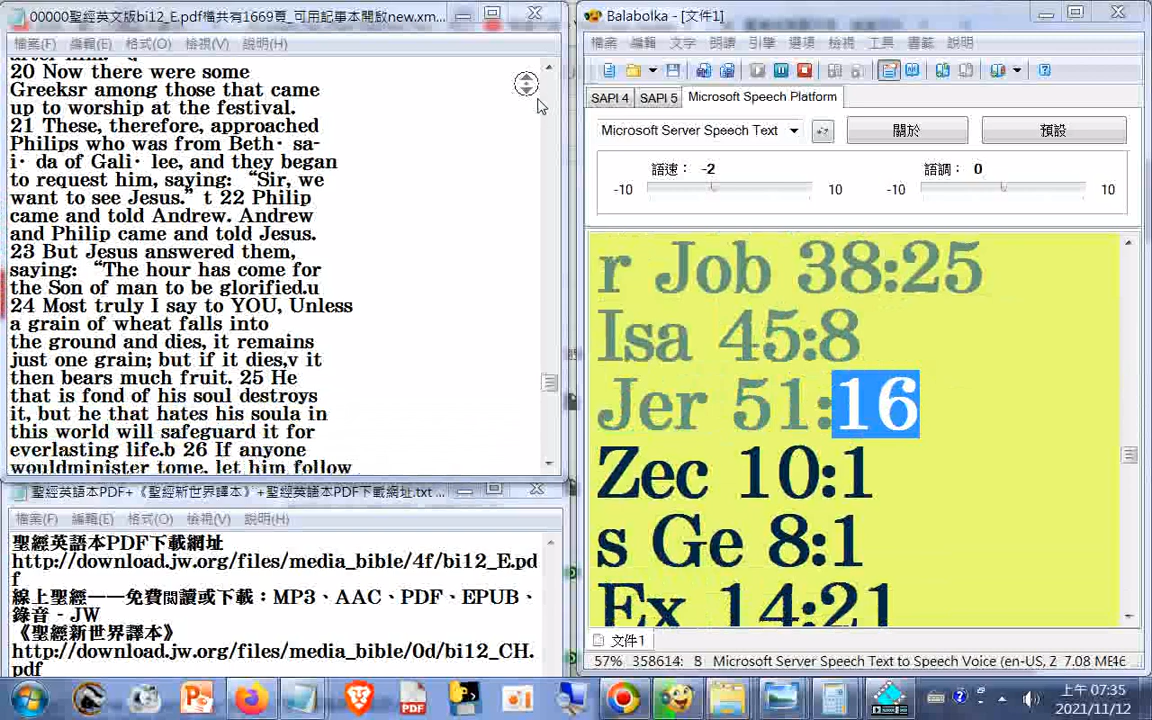 00000聖經英文版bi12_E.pdf檔共有1669頁_可用記事本開啟new.xm...
檔案(F) 編輯(E) 格式(O) 檢視(V) 說明(H)
20 Now there were some
Greeksr among those that came
up to worship at the festival.
21 These, therefore, approached
Philips who was from Beth· sa-
i· da of Gali· lee, and they began
to request him, saying: “Sir, we
want to see Jesus.” t 22 Philip
came and told Andrew. Andrew
and Philip came and told Jesus.
23 But Jesus answered them,
saying: “The hour has come for
the Son of man to be glorified.u
24 Most truly I say to YOU, Unless
a grain of wheat falls into
the ground and dies, it remains
just one grain; but if it dies,v it
then bears much fruit. 25 He
that is fond of his soul destroys
it, but he that hates his soula in
this world will safeguard it for
everlasting life.b 26 If anyone
wouldminister tome, let him follow
聖經英語本PDF+《聖經新世界譯本》+聖經英語本PDF下載網址.txt ...
檔案(F) 編輯(E) 格式(O) 檢視(V) 說明(H)
聖經英語本PDF下載網址
http://download.jw.org/files/media_bible/4f/bi12_E.pd
f
線上聖經——免費閱讀或下載：MP3、AAC、PDF、EPUB、
錄音 - JW
《聖經新世界譯本》
http://download.jw.org/files/media_bible/0d/bi12_CH.
pdf
Balabolka - [文件1]
檔案 編輯 文字 朗讀 引擎 選項 檢視 工具 書籤 說明
SAPI 4 SAPI 5 Microsoft Speech Platform
Microsoft Server Speech Text 關於 預設
語速： -2 語調： 0
-10 10 -10 10
r Job 38:25
Isa 45:8
Jer 51:16
Zec 10:1
s Ge 8:1
Ex 14:21
文件1
57% 358614: B Microsoft Server Speech Text to Speech Voice (en-US, Z 7.08 ME46
上午 07:35
2021/11/12